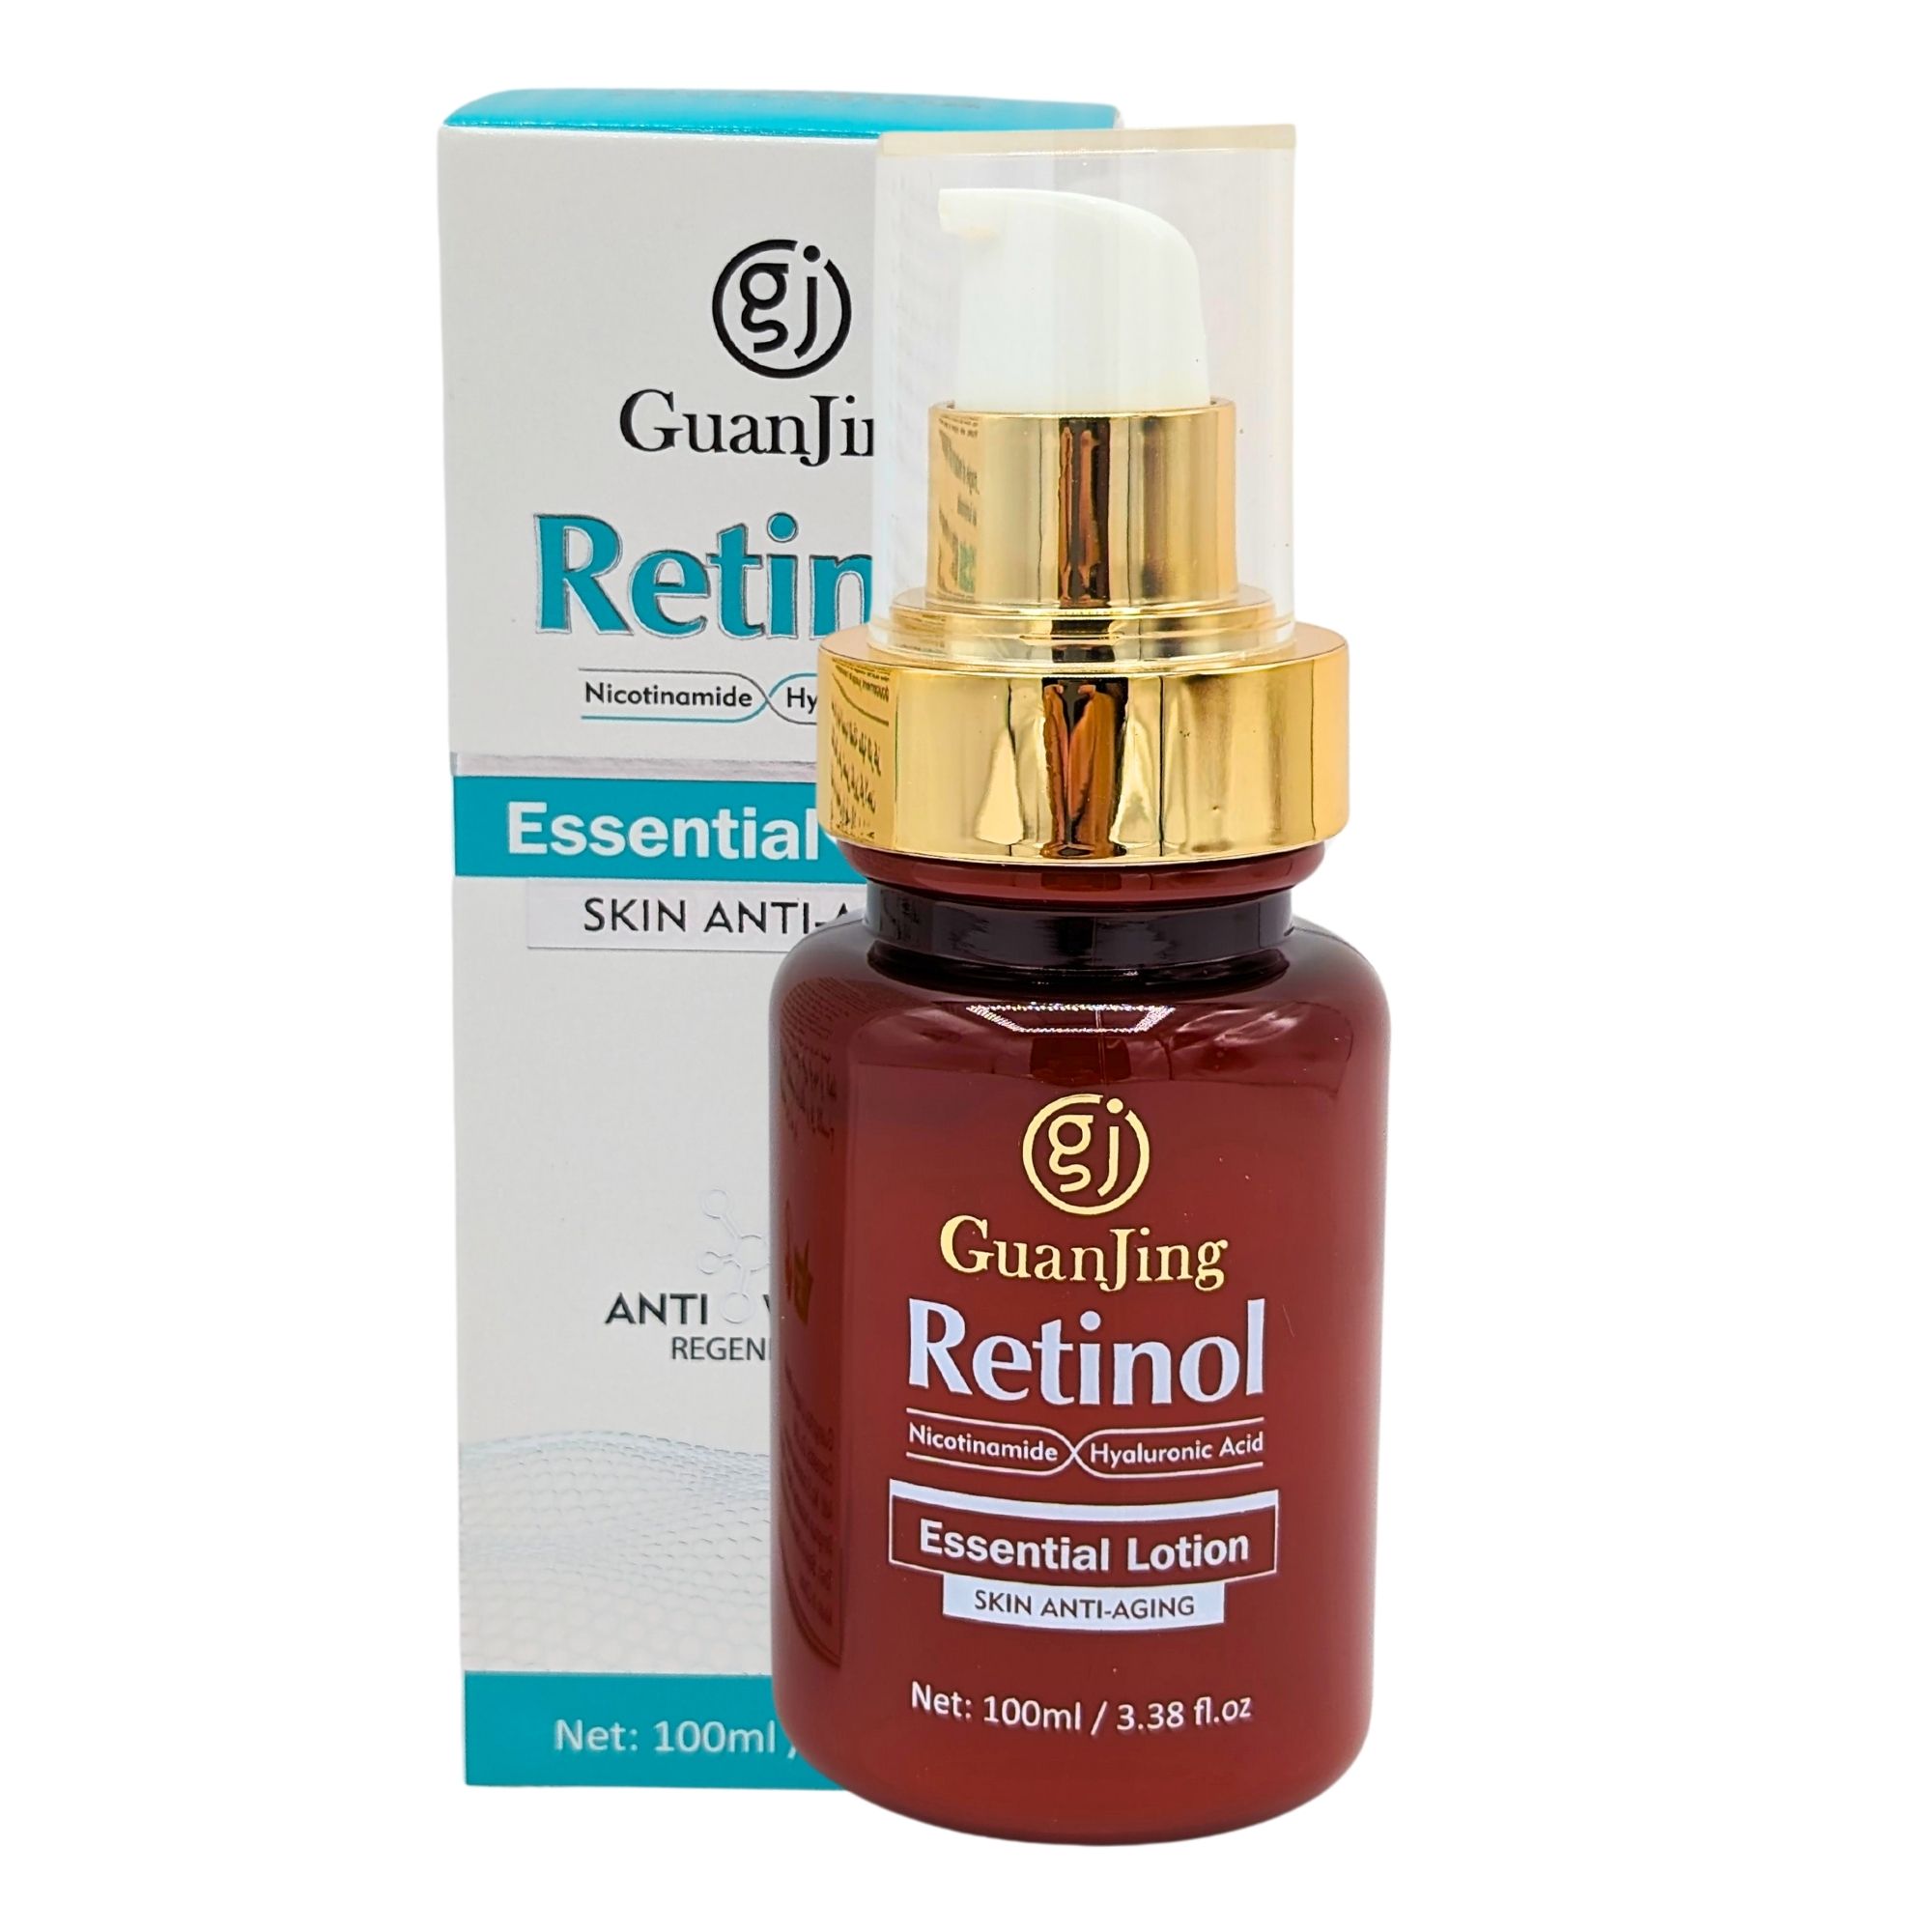 gj
GuanJin
Retin
Nicotinamide Hy
Essential
SKIN ANTI-A
ANTI
REGEN
Net: 100ml /
gj
GuanJing
Retinol
Nicotinamide Hyaluronic Acid
Essential Lotion
SKIN ANTI-AGING
Net: 100ml / 3.38 fl.oz